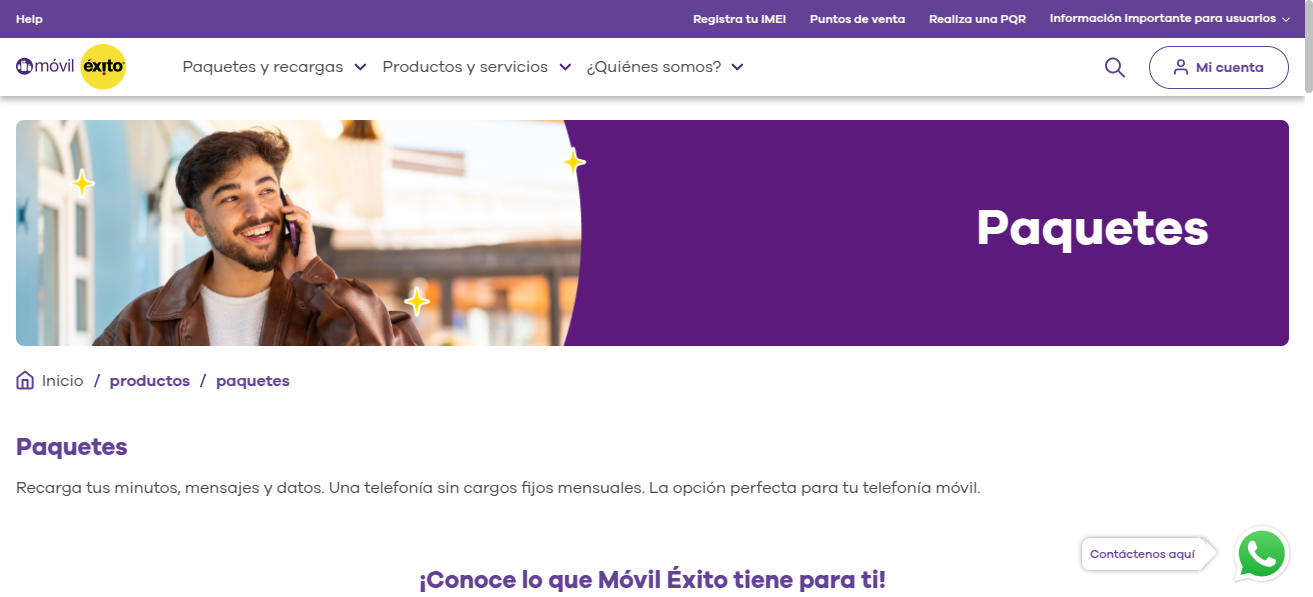 Help
Registra tu IMEI
Puntos de venta
Realiza una PQR
Información importante para usuarios
móvil éxito
Paquetes y recargas
Productos y servicios
¿Quiénes somos?
Mi cuenta
Paquetes
Inicio / productos / paquetes
Paquetes
Recarga tus minutos, mensajes y datos. Una telefonía sin cargos fijos mensuales. La opción perfecta para tu telefonía móvil.
Contáctenos aquí
¡Conoce lo que Móvil Éxito tiene para ti!